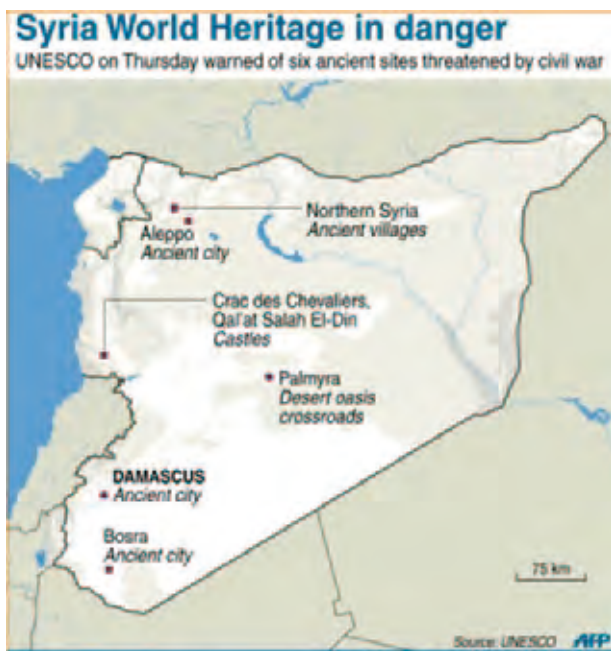 Syria World Heritage in danger
UNESCO on Thursday warned of six ancient sites threatened by civil war
Northern Syria
Ancient villages
Aleppo
Ancient city
Crac des Chevaliers,
Qal'at Salah El-Din
Castles
Palmyra
Desert oasis
crossroads
DAMASCUS
Ancient city
Bosra
Ancient city
75 km
Source: UNESCO AFP